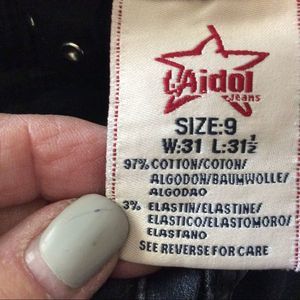 L'Aidol
Jeans
SIZE:9
W:31 L:31½
97% COTTON/COTON/
ALGODON/BAUMWOLLE/
ALGODAO
3% ELASTIN/ELASTINE/
ELASTICO/ELASTOMORO/
ELASTANO
SEE REVERSE FOR CARE